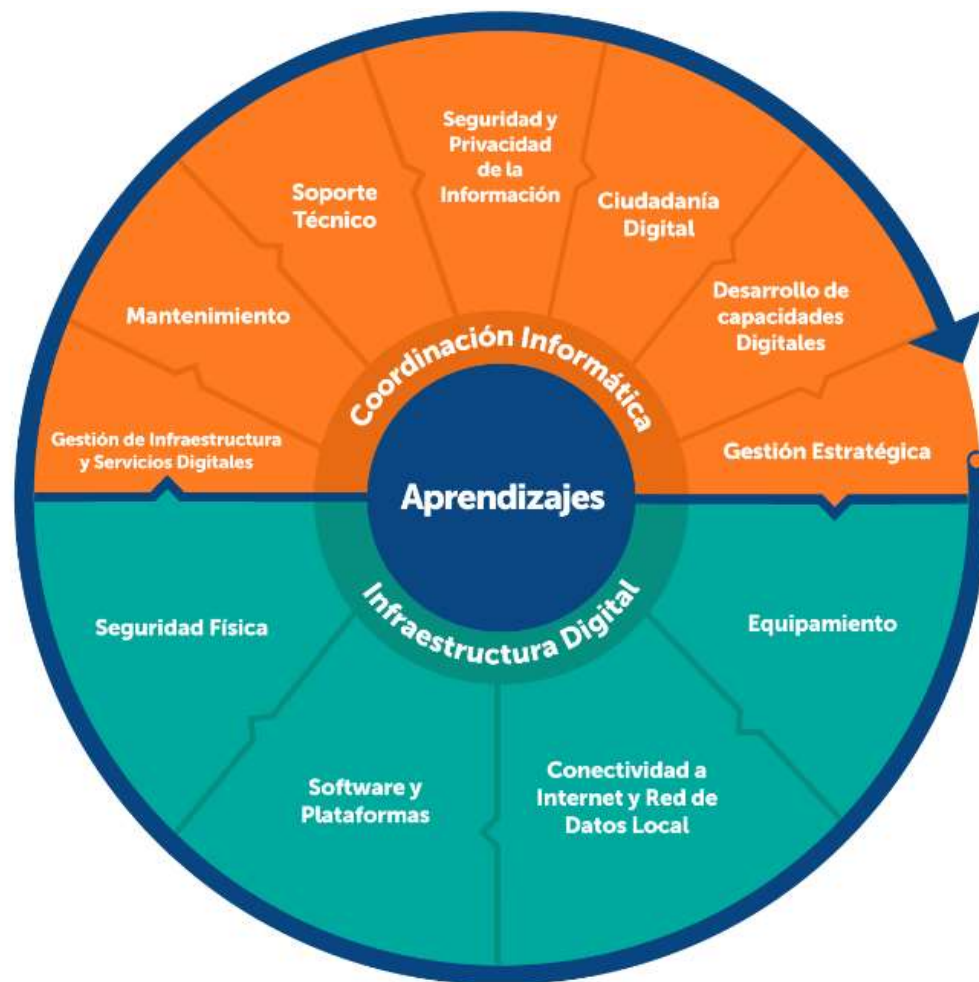 Seguridad y
Privacidad
de la
Información
Soporte
Técnico
Ciudadanía
Digital
Mantenimiento
Desarrollo de
capacidades
Digitales
Gestión de Infraestructura
y Servicios Digitales
Gestión Estratégica
Coordinación Informática
Aprendizajes
Infraestructura Digital
Seguridad Física
Equipamiento
Software y
Plataformas
Conectividad a
Internet y Red de
Datos Local